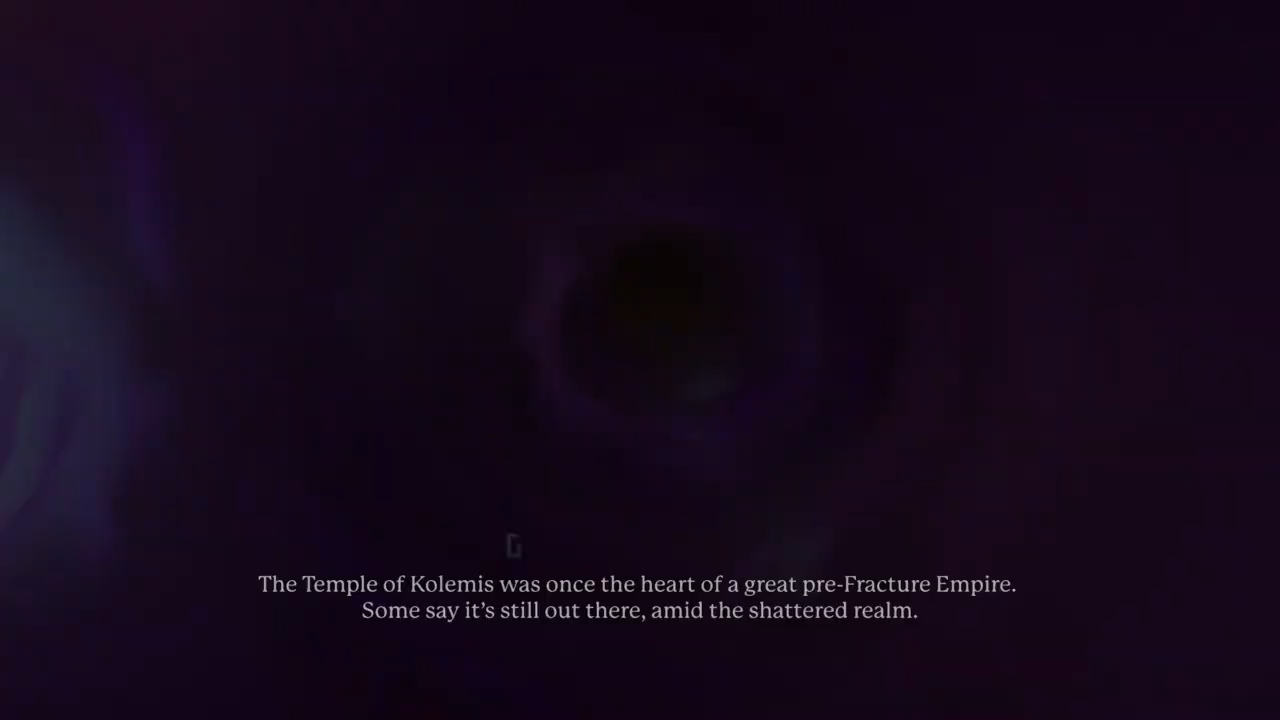 The Temple of Kolemis was once the heart of a great pre-Fracture Empire.
Some say it’s still out there, amid the shattered realm.